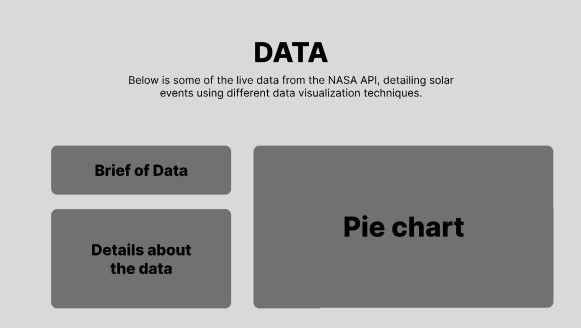 DATA
Below is some of the live data from the NASA API, detailing solar
events using different data visualization techniques.
Brief of Data
Details about
the data
Pie chart